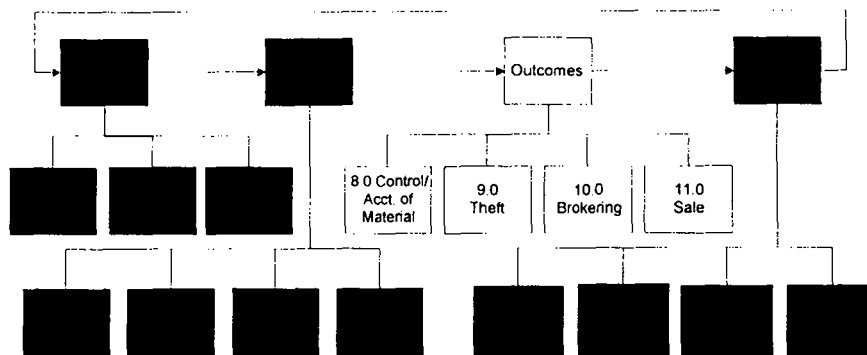 Outcomes
8.0 Control/
Acct. of
Material
9.0
Theft
10.0
Brokering
11.0
Sale